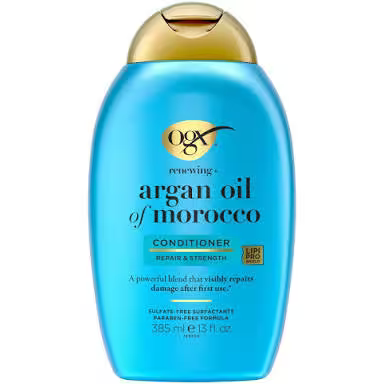 ogx
renewing +
argan oil
of morocco
CONDITIONER
REPAIR & STRENGTH
LIPI
PRO
SHIELD
A powerful blend that visibly repairs
damage after first use.*
SULFATE-FREE SURFACTANTS
PARABEN-FREE FORMULA
385 ml e 13 fl. oz.